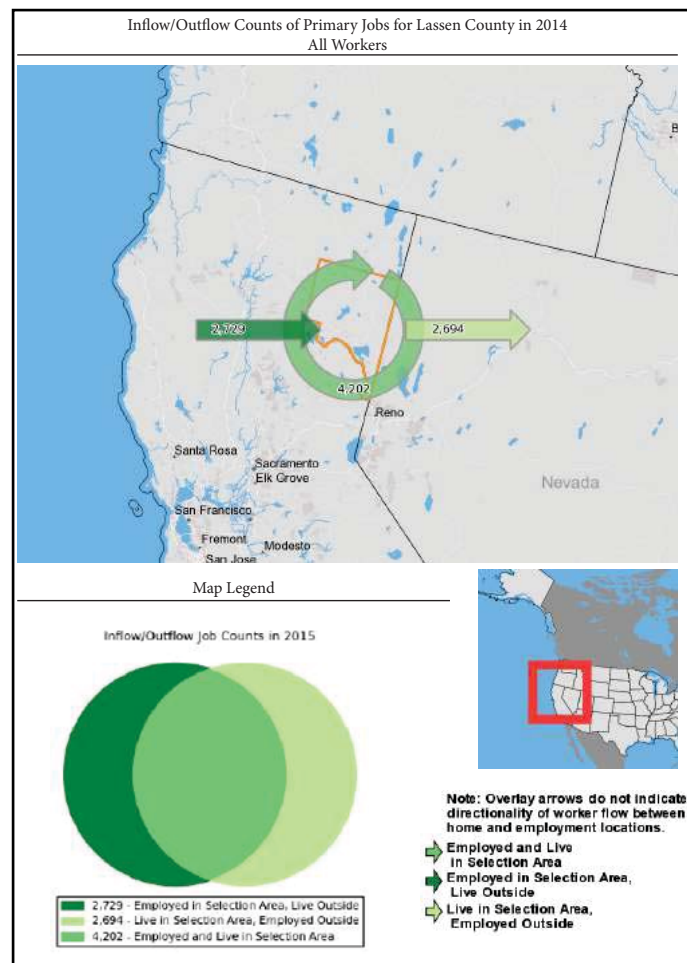 Inflow/Outflow Counts of Primary Jobs for Lassen County in 2014
All Workers
2,729
2,694
4,202
Reno
Santa Rosa
Sacramento
Elk Grove
Nevada
San Francisco
Fremont
Modesto
San Jose
B
Map Legend
Inflow/Outflow Job Counts in 2015
2,729 - Employed in Selection Area, Live Outside
2,694 - Live in Selection Area, Employed Outside
4,202 - Employed and Live in Selection Area
Note: Overlay arrows do not indicate
directionality of worker flow between
home and employment locations.
Employed and Live
in Selection Area
Employed in Selection Area,
Live Outside
Live in Selection Area,
Employed Outside